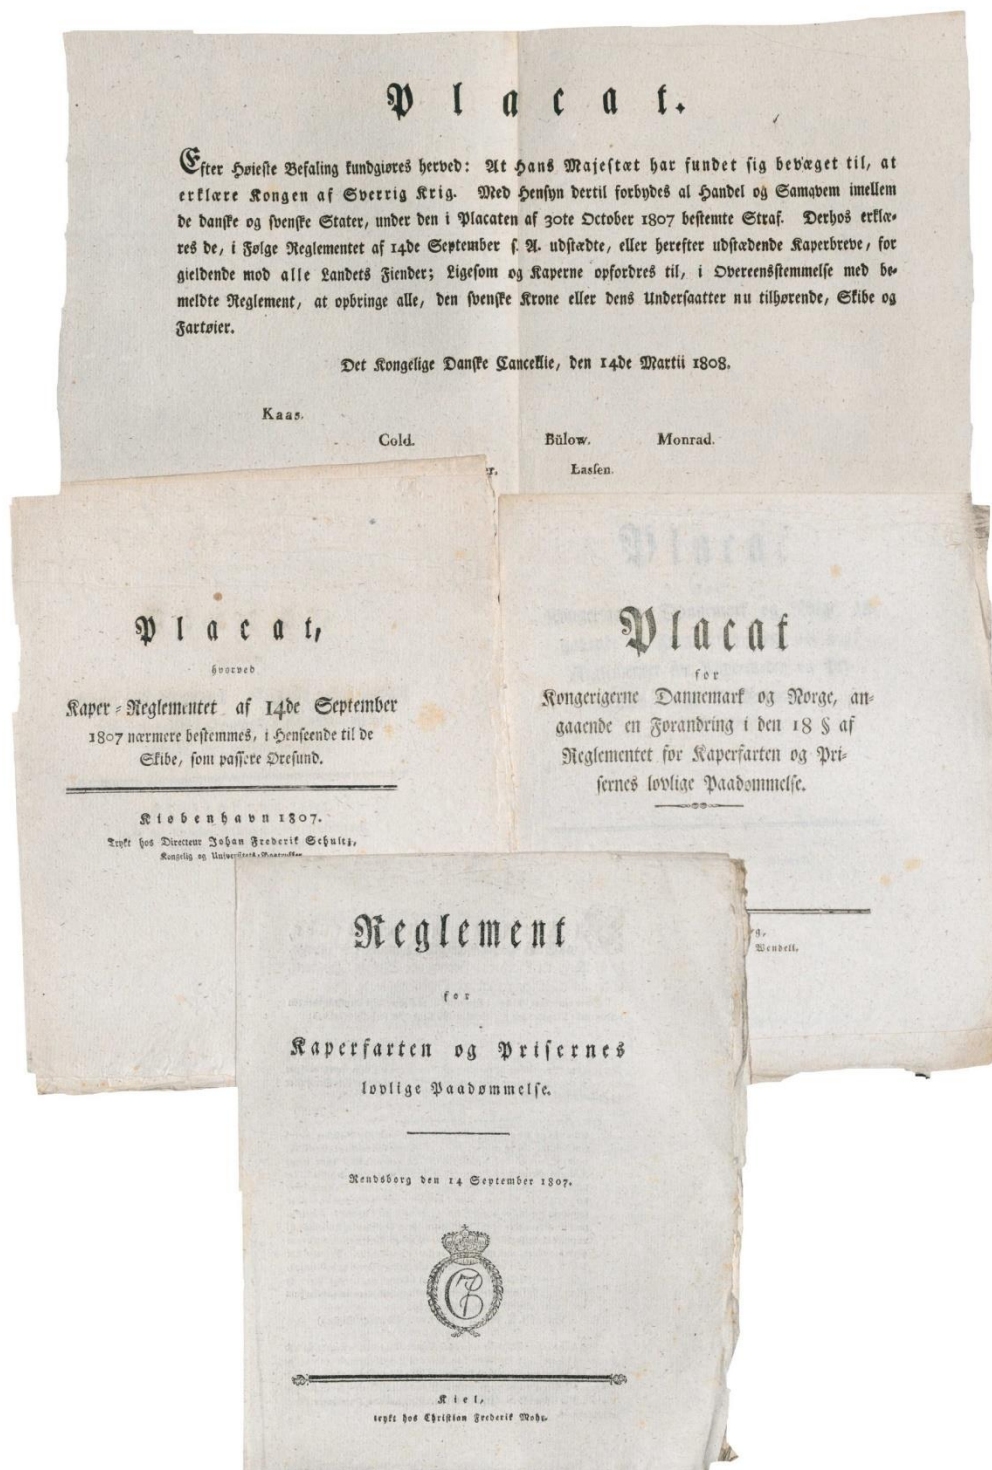 Placat.
Efter Høieste Befaling kundgiøres herved: At Hans Majestæt har fundet sig bevæget til, at
erklære Kongen af Sverrig Krig. Med Hensyn dertil forbydes al Handel og Samqvem imellem
de danske og svenske Stater, under den i Placaten af 30te October 1807 bestemte Straf. Derhos erklæ-
res de, i Følge Reglementet af 14de September s. A. udstædte, eller herefter udstædende Kaperbreve, for
gieldende mod alle Landets Fiender; Ligesom og Kaperne opfordres til, i Overeensstemmelse med be-
meldte Reglement, at opbringe alle, den svenske Krone eller dens Undersaatter nu tilhørende, Skibe og
Fartøier.
Det Kongelige Danske Cancellie, den 14de Martii 1808.
Kaas.
Cold. Bülow. Monrad.
Lassen.
Placat,
hvorved
Kaper-Reglementet af 14de September
1807 nærmere bestemmes, i Henseende til de
Skibe, som passere Øresund.
Kiøbenhavn 1807.
Trykt hos Directeur Johan Frederik Schultz,
Kongelig og Universitets-Bogtrykker.
Placat
for
Kongerigerne Dannemark og Norge, an-
gaaende en Forandring i den 18 § af
Reglementet for Kaperfarten og Pri-
sernes lovlige Paadømmelse.
Wendell.
Reglement
for
Kaperfarten og Prisernes
lovlige Paadømmelse.
Rendsborg den 14 September 1807.
Kiel,
trykt hos Christian Frederik Mohr.